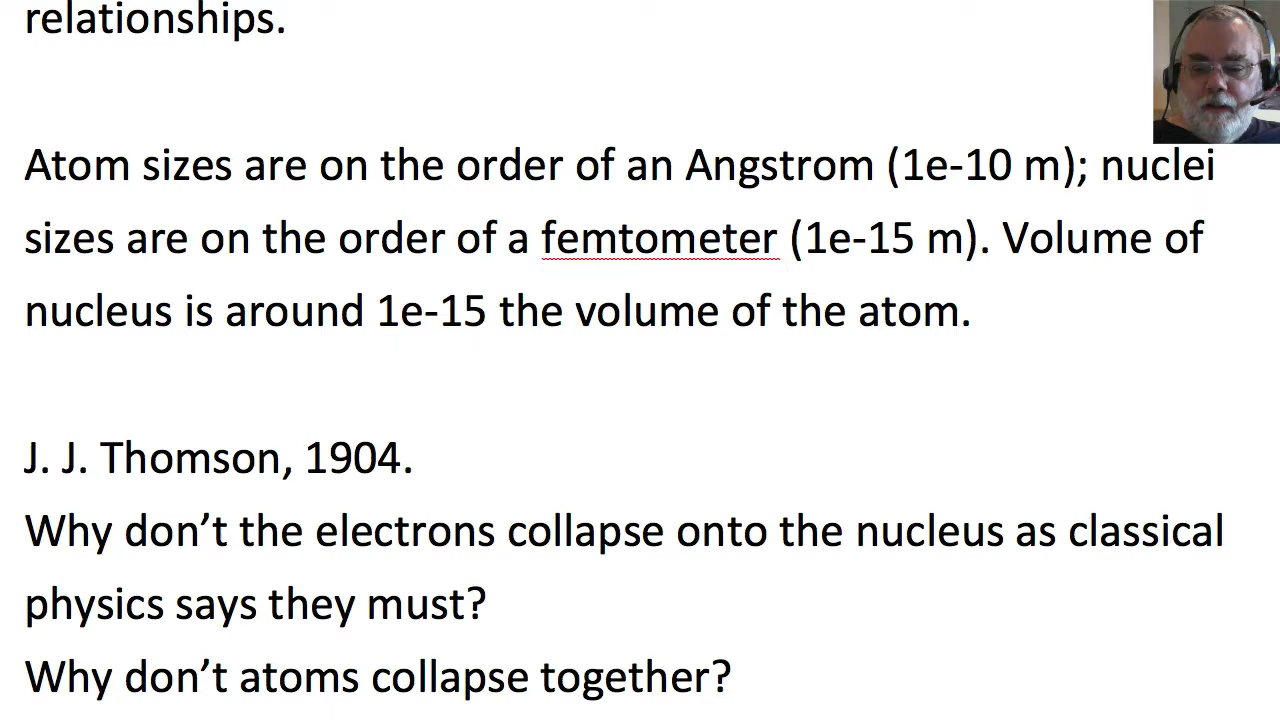 relationships.
Atom sizes are on the order of an Angstrom (1e-10 m); nuclei
sizes are on the order of a femtometer (1e-15 m). Volume of
nucleus is around 1e-15 the volume of the atom.
J. J. Thomson, 1904.
Why don’t the electrons collapse onto the nucleus as classical
physics says they must?
Why don’t atoms collapse together?